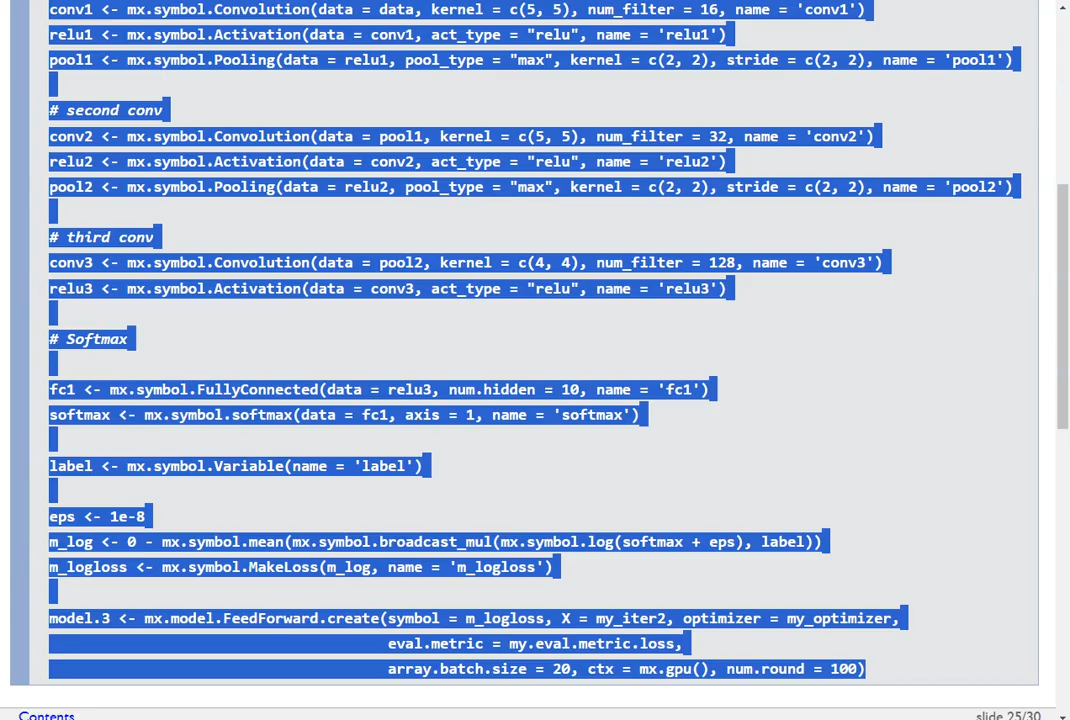 conv1 <- mx.symbol.Convolution(data = data, kernel = c(5, 5), num_filter = 16, name = 'conv1')
relu1 <- mx.symbol.Activation(data = conv1, act_type = "relu", name = 'relu1')
pool1 <- mx.symbol.Pooling(data = relu1, pool_type = "max", kernel = c(2, 2), stride = c(2, 2), name = 'pool1')
# second conv
conv2 <- mx.symbol.Convolution(data = pool1, kernel = c(5, 5), num_filter = 32, name = 'conv2')
relu2 <- mx.symbol.Activation(data = conv2, act_type = "relu", name = 'relu2')
pool2 <- mx.symbol.Pooling(data = relu2, pool_type = "max", kernel = c(2, 2), stride = c(2, 2), name = 'pool2')
# third conv
conv3 <- mx.symbol.Convolution(data = pool2, kernel = c(4, 4), num_filter = 128, name = 'conv3')
relu3 <- mx.symbol.Activation(data = conv3, act_type = "relu", name = 'relu3')
# Softmax
fc1 <- mx.symbol.FullyConnected(data = relu3, num.hidden = 10, name = 'fc1')
softmax <- mx.symbol.softmax(data = fc1, axis = 1, name = 'softmax')
label <- mx.symbol.Variable(name = 'label')
eps <- 1e-8
m_log <- 0 - mx.symbol.mean(mx.symbol.broadcast_mul(mx.symbol.log(softmax + eps), label))
m_logloss <- mx.symbol.MakeLoss(m_log, name = 'm_logloss')
model.3 <- mx.model.FeedForward.create(symbol = m_logloss, X = my_iter2, optimizer = my_optimizer,
eval.metric = my.eval.metric.loss,
array.batch.size = 20, ctx = mx.gpu(), num.round = 100)
Contents
slide 25/30